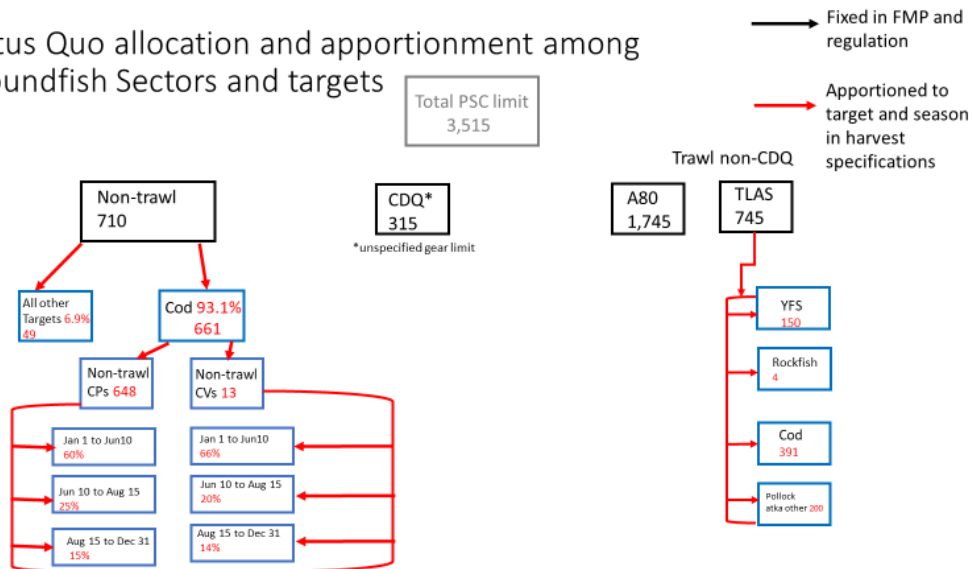 tus Quo allocation and apportionment among
oundfish Sectors and targets
Fixed in FMP and
regulation
Apportioned to
target and season
in harvest
specifications
Total PSC limit
3,515
Trawl non-CDQ
Non-trawl
710
CDQ*
315
*unspecified gear limit
A80
1,745
TLAS
745
All other
Targets 6.9%
49
Cod 93.1%
661
Non-trawl
CPs 648
Non-trawl
CVs 13
Jan 1 to Jun10
60%
Jun 10 to Aug 15
25%
Aug 15 to Dec 31
15%
Jan 1 to Jun10
66%
Jun 10 to Aug 15
20%
Aug 15 to Dec 31
14%
YFS
150
Rockfish
4
Cod
391
Pollock
atka other 200